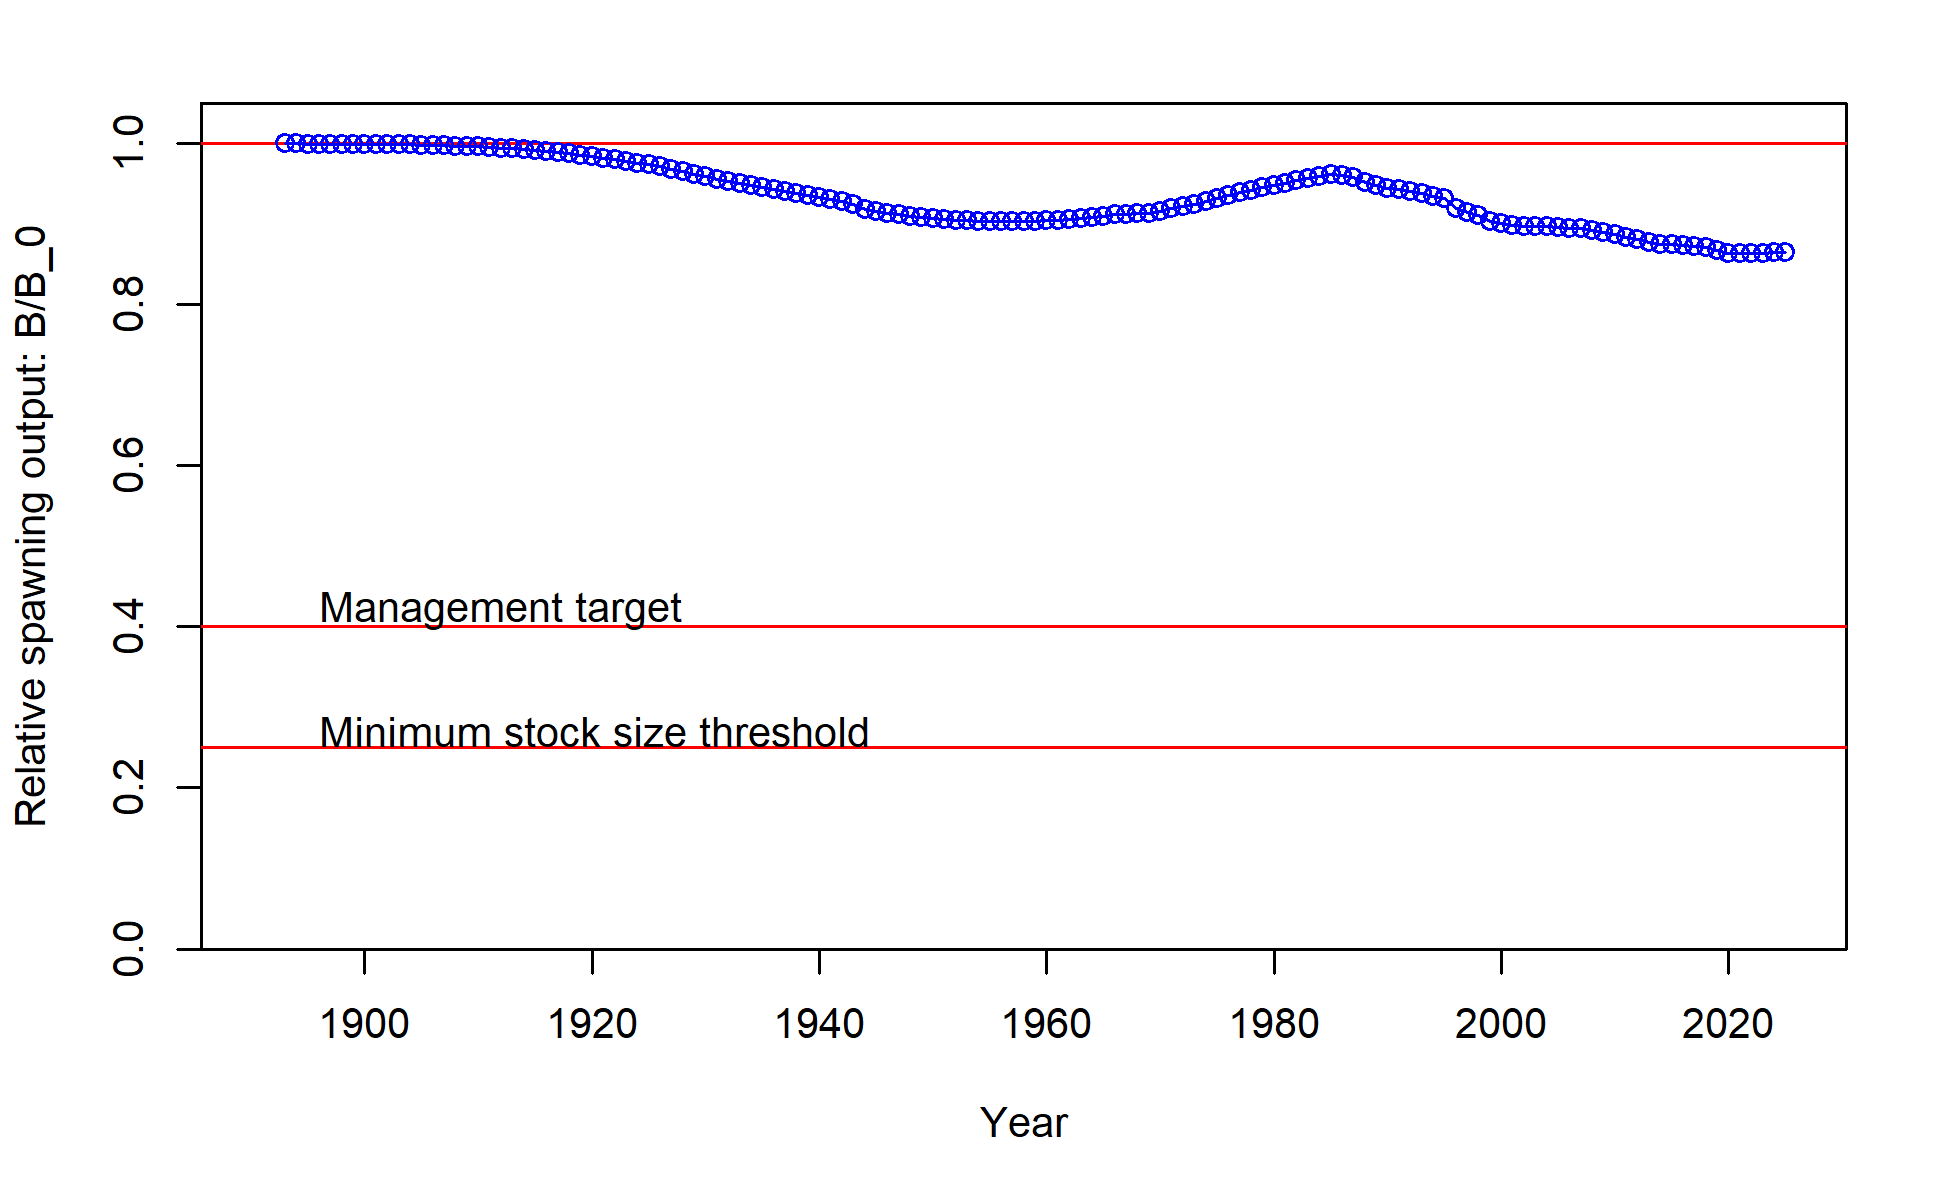 Relative spawning output: B/B_0
1.0
0.8
0.6
0.4
0.2
0.0
Management target
Minimum stock size threshold
1900 1920 1940 1960 1980 2000 2020
Year